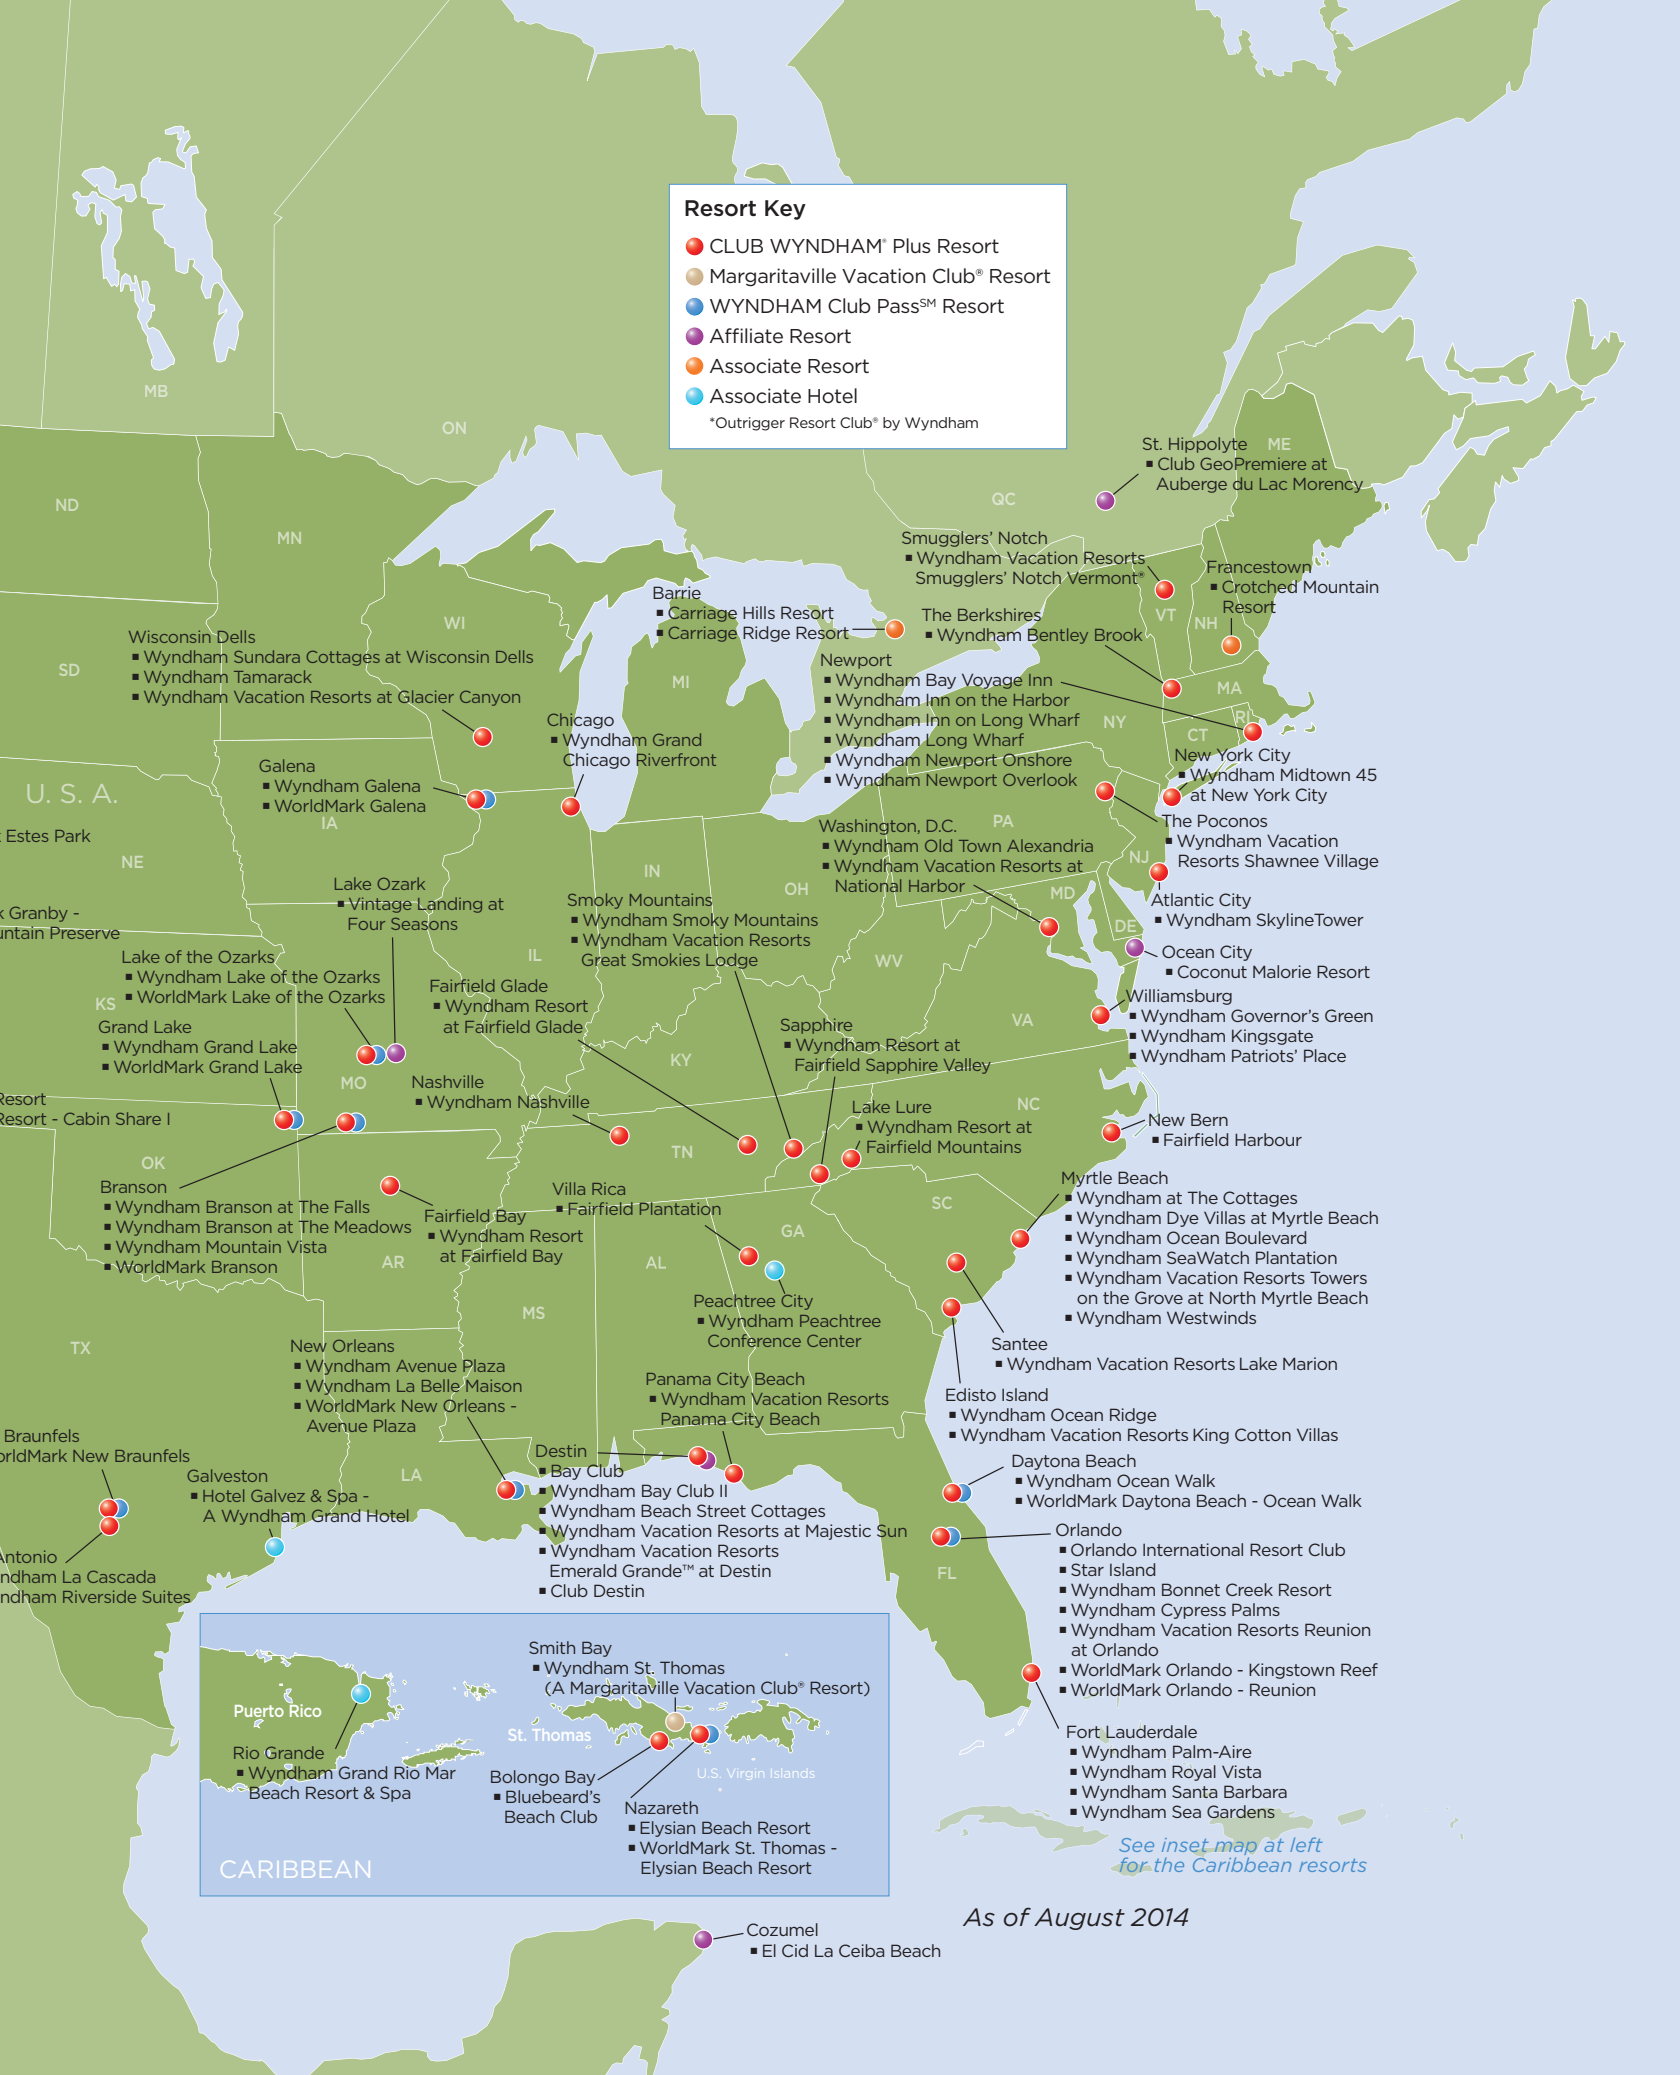 Resort Key
CLUB WYNDHAM® Plus Resort
Margaritaville Vacation Club® Resort
WYNDHAM Club Pass℠ Resort
Affiliate Resort
Associate Resort
Associate Hotel
*Outrigger Resort Club® by Wyndham
MB
ON
QC
ME
ND
MN
SD
WI
MI
VT
NH
MA
NY
CT
RI
U. S. A.
IA
NE
PA
NJ
IN
OH
MD
DE
IL
WV
KS
VA
KY
MO
NC
TN
OK
SC
GA
AR
AL
MS
TX
LA
FL
St. Hippolyte
▪ Club GeoPremiere at
Auberge du Lac Morency
Smugglers’ Notch
▪ Wyndham Vacation Resorts
Smugglers’ Notch Vermont®
Francestown
▪ Crotched Mountain
Resort
Barrie
▪ Carriage Hills Resort
▪ Carriage Ridge Resort
The Berkshires
▪ Wyndham Bentley Brook
Wisconsin Dells
▪ Wyndham Sundara Cottages at Wisconsin Dells
▪ Wyndham Tamarack
▪ Wyndham Vacation Resorts at Glacier Canyon
Newport
▪ Wyndham Bay Voyage Inn
▪ Wyndham Inn on the Harbor
▪ Wyndham Inn on Long Wharf
▪ Wyndham Long Wharf
▪ Wyndham Newport Onshore
▪ Wyndham Newport Overlook
Chicago
▪ Wyndham Grand
Chicago Riverfront
New York City
▪ Wyndham Midtown 45
at New York City
Galena
▪ Wyndham Galena
▪ WorldMark Galena
The Poconos
▪ Wyndham Vacation
Resorts Shawnee Village
Washington, D.C.
▪ Wyndham Old Town Alexandria
▪ Wyndham Vacation Resorts at
National Harbor
Estes Park
Granby -
untain Preserve
Lake Ozark
▪ Vintage Landing at
Four Seasons
Smoky Mountains
▪ Wyndham Smoky Mountains
▪ Wyndham Vacation Resorts
Great Smokies Lodge
Atlantic City
▪ Wyndham SkylineTower
Ocean City
▪ Coconut Malorie Resort
Lake of the Ozarks
▪ Wyndham Lake of the Ozarks
▪ WorldMark Lake of the Ozarks
Fairfield Glade
▪ Wyndham Resort
at Fairfield Glade
Williamsburg
▪ Wyndham Governor’s Green
▪ Wyndham Kingsgate
▪ Wyndham Patriots’ Place
Grand Lake
▪ Wyndham Grand Lake
▪ WorldMark Grand Lake
Sapphire
▪ Wyndham Resort at
Fairfield Sapphire Valley
Nashville
▪ Wyndham Nashville
Resort
Resort - Cabin Share I
Lake Lure
▪ Wyndham Resort at
Fairfield Mountains
New Bern
▪ Fairfield Harbour
Branson
▪ Wyndham Branson at The Falls
▪ Wyndham Branson at The Meadows
▪ Wyndham Mountain Vista
▪ WorldMark Branson
Fairfield Bay
▪ Wyndham Resort
at Fairfield Bay
Villa Rica
▪ Fairfield Plantation
Myrtle Beach
▪ Wyndham at The Cottages
▪ Wyndham Dye Villas at Myrtle Beach
▪ Wyndham Ocean Boulevard
▪ Wyndham SeaWatch Plantation
▪ Wyndham Vacation Resorts Towers
on the Grove at North Myrtle Beach
▪ Wyndham Westwinds
Peachtree City
▪ Wyndham Peachtree
Conference Center
Santee
▪ Wyndham Vacation Resorts Lake Marion
New Orleans
▪ Wyndham Avenue Plaza
▪ Wyndham La Belle Maison
▪ WorldMark New Orleans -
Avenue Plaza
Panama City Beach
▪ Wyndham Vacation Resorts
Panama City Beach
Edisto Island
▪ Wyndham Ocean Ridge
▪ Wyndham Vacation Resorts King Cotton Villas
Braunfels
orldMark New Braunfels
Galveston
▪ Hotel Galvez & Spa -
A Wyndham Grand Hotel
Destin
▪ Bay Club
▪ Wyndham Bay Club II
▪ Wyndham Beach Street Cottages
▪ Wyndham Vacation Resorts at Majestic Sun
▪ Wyndham Vacation Resorts
Emerald Grande™ at Destin
▪ Club Destin
Daytona Beach
▪ Wyndham Ocean Walk
▪ WorldMark Daytona Beach - Ocean Walk
Antonio
ndham La Cascada
ndham Riverside Suites
Orlando
▪ Orlando International Resort Club
▪ Star Island
▪ Wyndham Bonnet Creek Resort
▪ Wyndham Cypress Palms
▪ Wyndham Vacation Resorts Reunion
at Orlando
▪ WorldMark Orlando - Kingstown Reef
▪ WorldMark Orlando - Reunion
Fort Lauderdale
▪ Wyndham Palm-Aire
▪ Wyndham Royal Vista
▪ Wyndham Santa Barbara
▪ Wyndham Sea Gardens
Smith Bay
▪ Wyndham St. Thomas
(A Margaritaville Vacation Club® Resort)
Puerto Rico
St. Thomas
Rio Grande
▪ Wyndham Grand Rio Mar
Beach Resort & Spa
U.S. Virgin Islands
Bolongo Bay
▪ Bluebeard’s
Beach Club
Nazareth
▪ Elysian Beach Resort
▪ WorldMark St. Thomas -
Elysian Beach Resort
CARIBBEAN
See inset map at left
for the Caribbean resorts
As of August 2014
Cozumel
▪ El Cid La Ceiba Beach